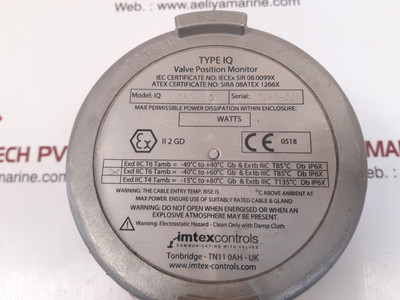 www.aeliyamarine.com
TYPE IQ
Valve Position Monitor
IEC CERTIFICATE NO: IECEx SIR 08.0099X
ATEX CERTIFICATE NO: SIRA 08ATEX 1266X
Model: IQ
Serial:
MAX PERMISSIBLE POWER DISSIPATION WITHIN ENCLOSURE:
WATTS
Ex II 2 GD CE 0518
Exd IIC T6 Tamb = -40°C to +40°C Gb & Extb IIIC T85°C Db IP6X
Exd IIC T6 Tamb = -40°C to +60°C Gb & Extb IIIC T85°C Db IP6X
Exd IIC T4 Tamb = -15°C to +80°C Gb & Extb IIIC T135°C Db IP6X
WARNING: THE CABLE ENTRY TEMP. RISE IS °C ABOVE AMBIENT AT
MAX POWER. ENSURE USE OF SUITABLY RATED CABLE & GLAND
WARNING: DO NOT OPEN WHEN ENERGISED OR WHEN AN
EXPLOSIVE ATMOSPHERE MAY BE PRESENT.
Warning: Electrostatic Hazard - Clean Only with Damp Cloth
imtexcontrols
COMMUNICATING WITH VALVES
Tonbridge - TN11 0AH - UK
www.imtex-controls.com